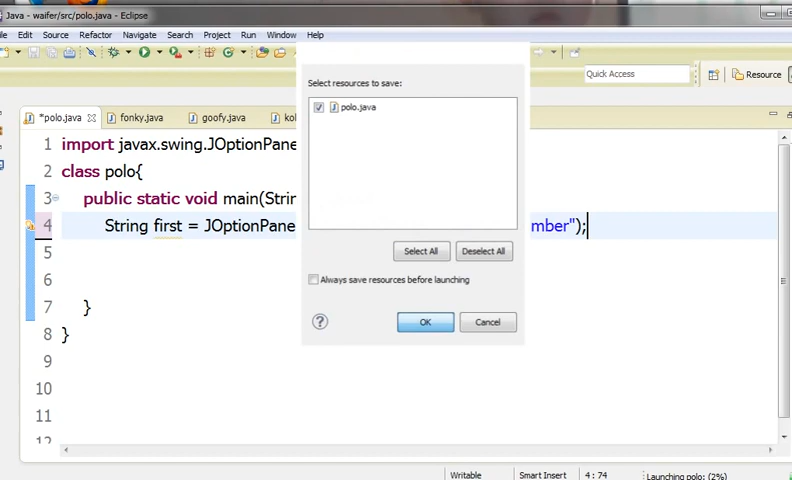 Java - waifer/src/polo.java - Eclipse
File Edit Source Refactor Navigate Search Project Run Window Help
Quick Access Resource
*polo.java fonky.java goofy.java kol
Select resources to save:
polo.java
1 import javax.swing.JOptionPane
2 class polo{
3 public static void main(Strin
4 String first = JOptionPane mber");
5
6
7 }
8 }
9
10
11
12
Select All Deselect All
Always save resources before launching
? OK Cancel
Writable Smart Insert 4 : 74 Launching polo: (2%)